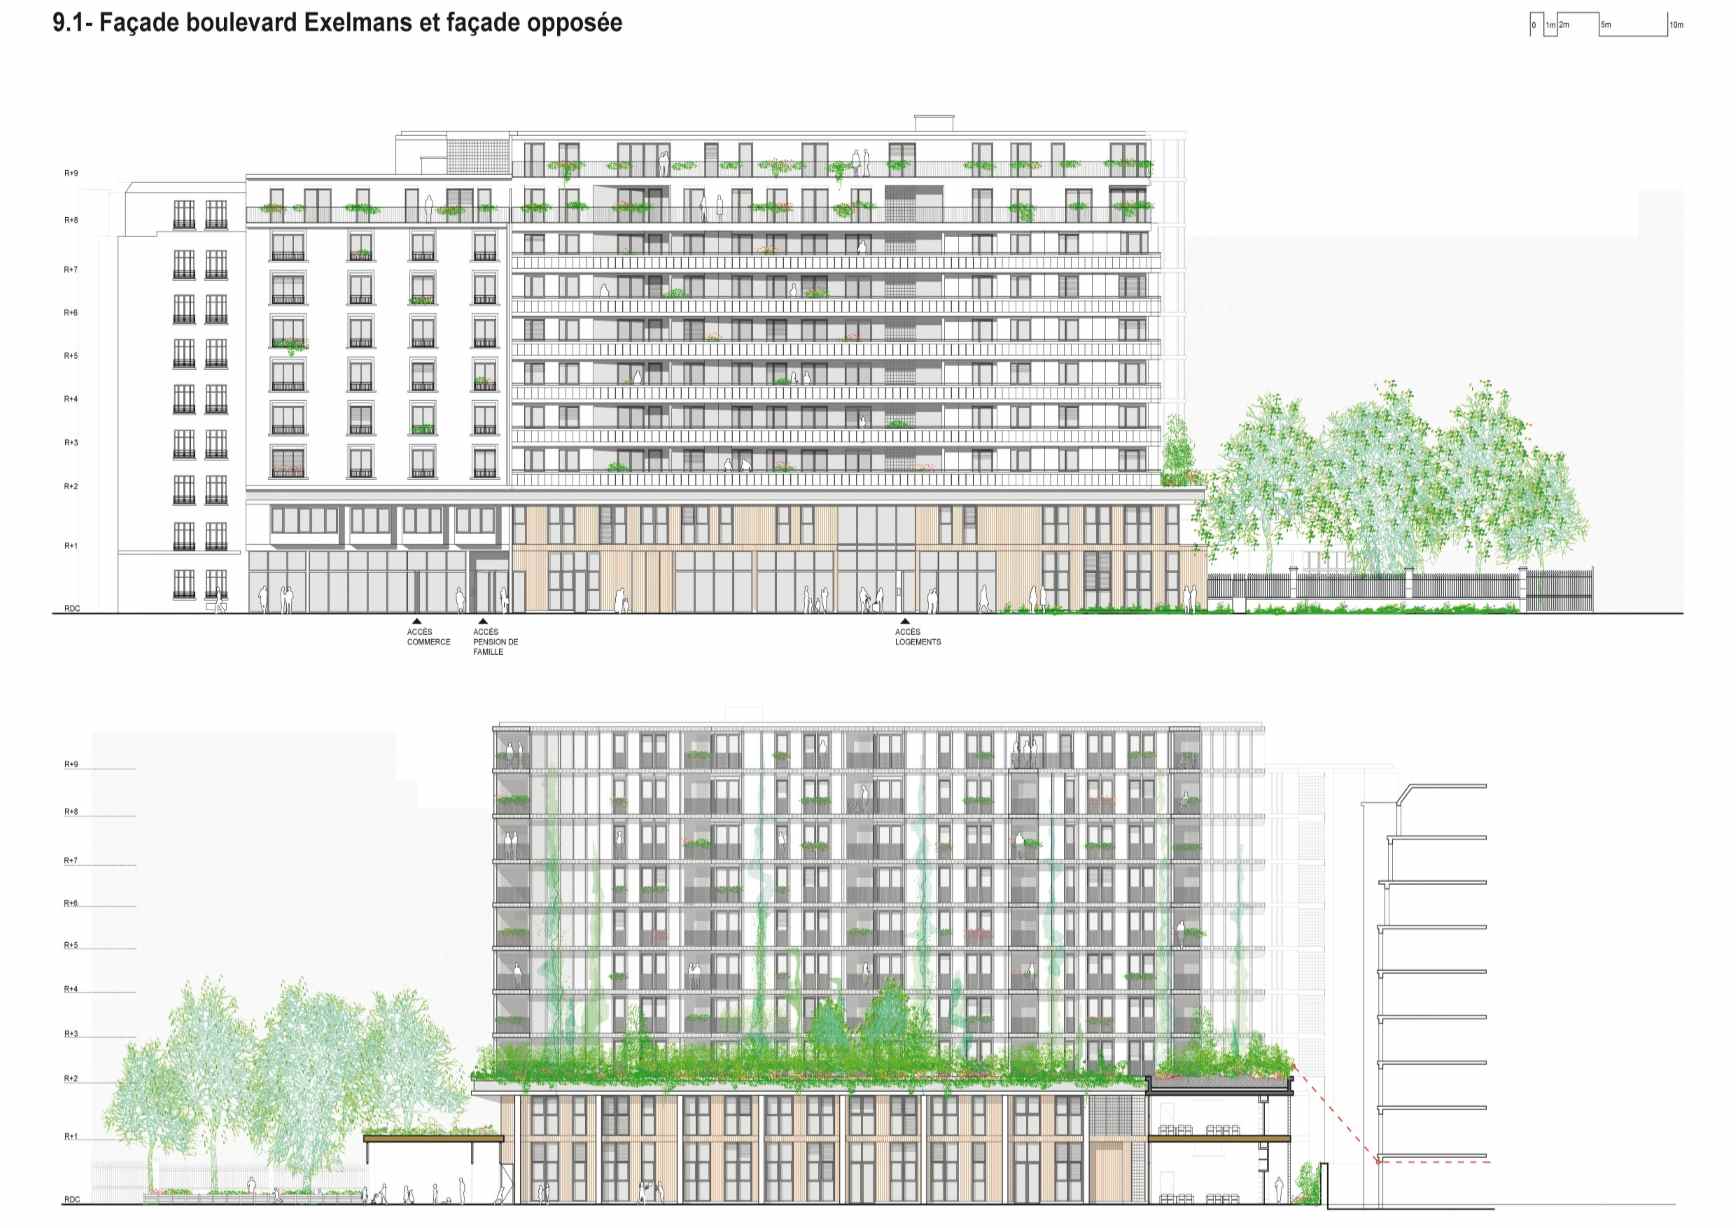 9.1- Façade boulevard Exelmans et façade opposée
0 1m 2m 5m 10m
R+9
R+8
R+7
R+6
R+5
R+4
R+3
R+2
R+1
RDC
ACCÈS
COMMERCE
ACCÈS
PENSION DE
FAMILLE
ACCÈS
LOGEMENTS
R+9
R+8
R+7
R+6
R+5
R+4
R+3
R+2
R+1
RDC